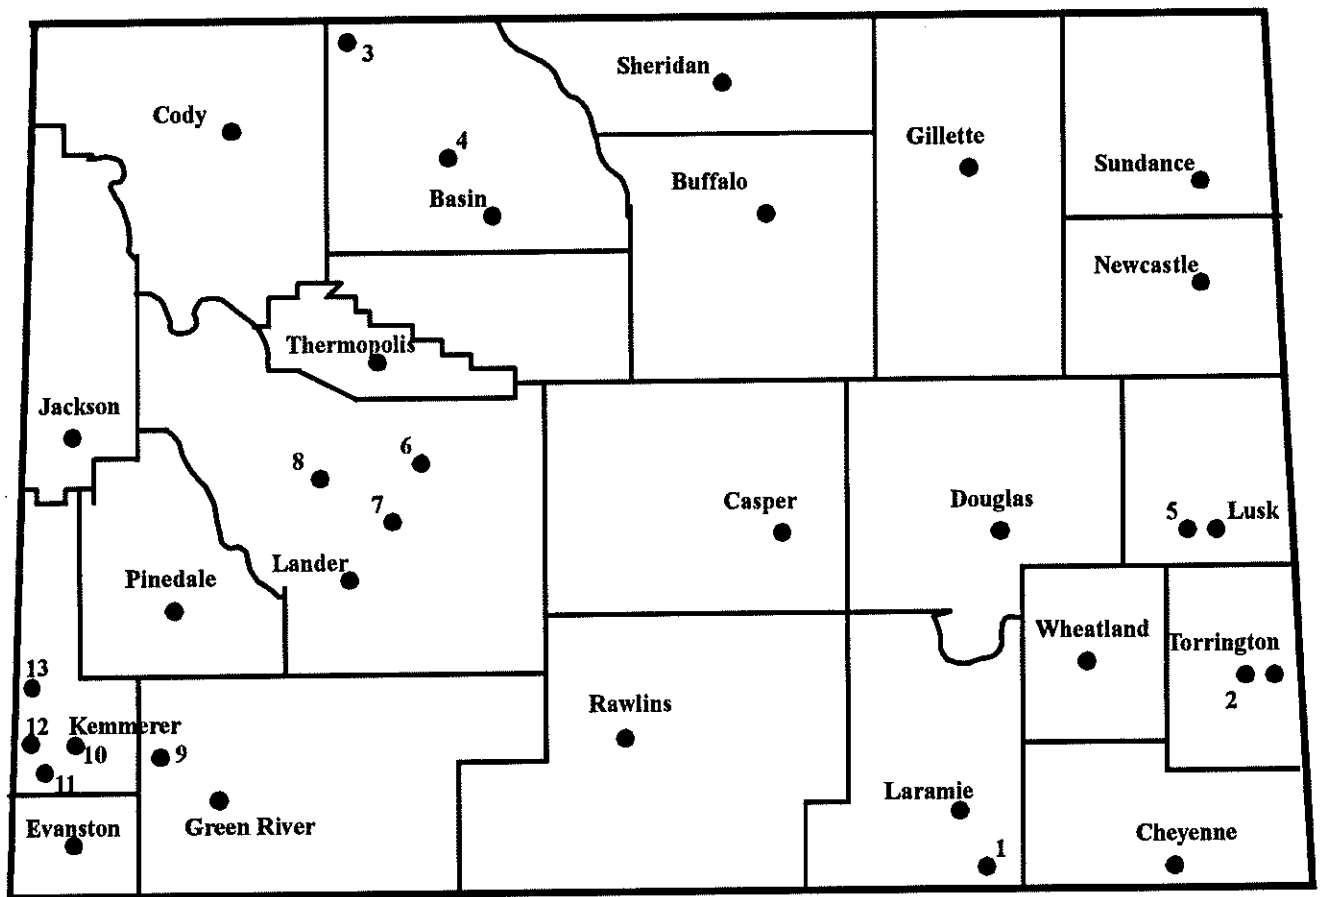 3
Sheridan
Cody
Gillette
4
Sundance
Buffalo
Basin
Newcastle
Thermopolis
Jackson
6
8
7
Casper
Douglas
5
Lusk
Lander
Pinedale
Wheatland
Torrington
13
2
Rawlins
12
Kemmerer
10
9
11
Laramie
Evanston
Green River
Cheyenne
1